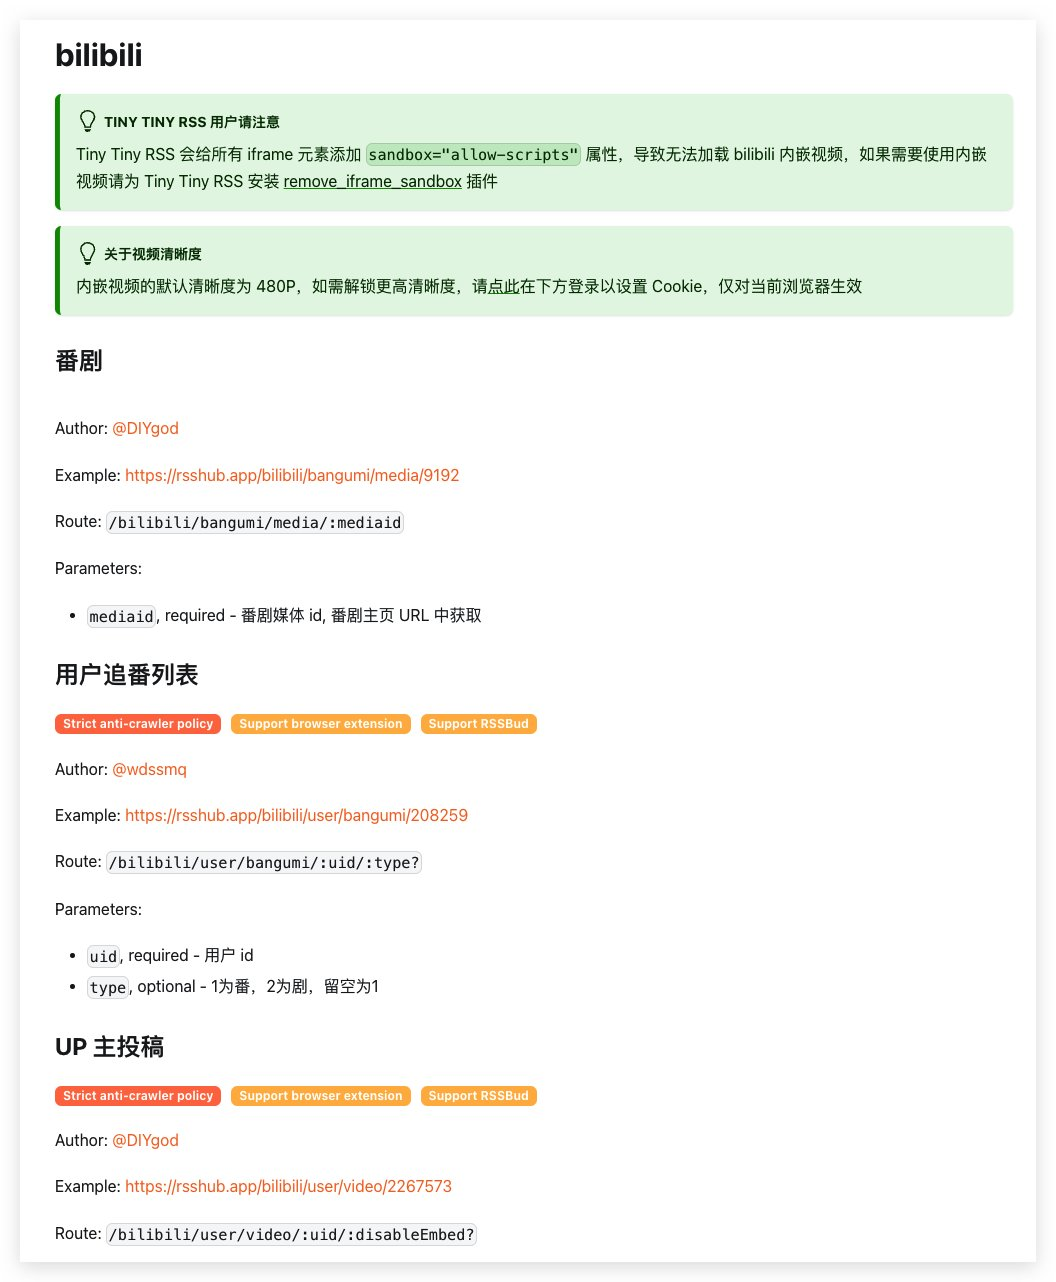 bilibili
TINY TINY RSS 用户请注意
Tiny Tiny RSS 会给所有 iframe 元素添加 sandbox="allow-scripts" 属性，导致无法加载 bilibili 内嵌视频，如果需要使用内嵌
视频请为 Tiny Tiny RSS 安装 remove_iframe_sandbox 插件
关于视频清晰度
内嵌视频的默认清晰度为 480P，如需解锁更高清晰度，请点此在下方登录以设置 Cookie，仅对当前浏览器生效
番剧
Author: @DIYgod
Example: https://rsshub.app/bilibili/bangumi/media/9192
Route: /bilibili/bangumi/media/:mediaid
Parameters:
• mediaid, required - 番剧媒体 id, 番剧主页 URL 中获取
用户追番列表
Strict anti-crawler policy Support browser extension Support RSSBud
Author: @wdssmq
Example: https://rsshub.app/bilibili/user/bangumi/208259
Route: /bilibili/user/bangumi/:uid/:type?
Parameters:
• uid, required - 用户 id
• type, optional - 1为番，2为剧，留空为1
UP 主投稿
Strict anti-crawler policy Support browser extension Support RSSBud
Author: @DIYgod
Example: https://rsshub.app/bilibili/user/video/2267573
Route: /bilibili/user/video/:uid/:disableEmbed?